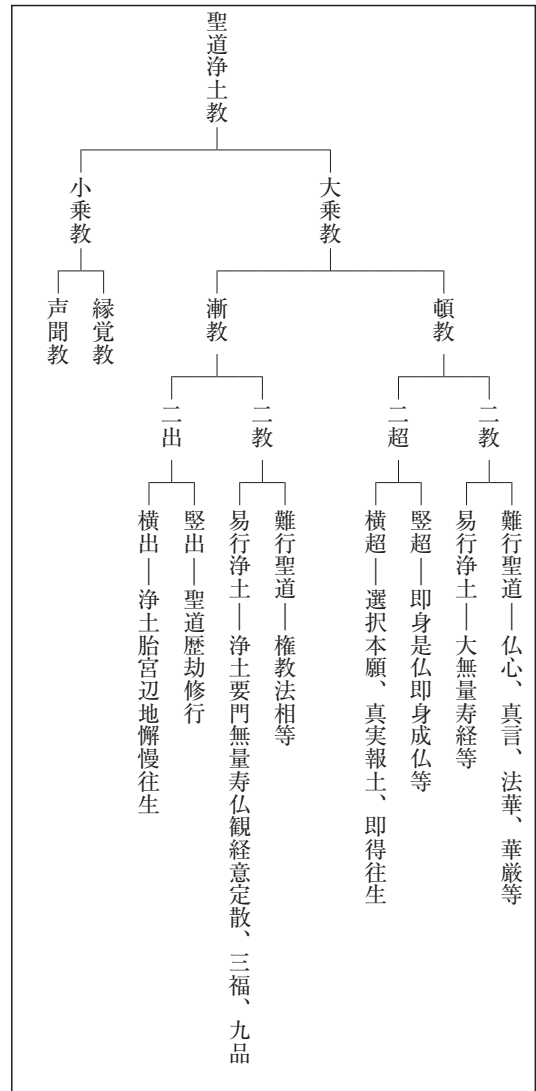 聖道浄土教
大乗教
頓教
二教
難行聖道―仏心、真言、法華、華厳等
易行浄土―大無量寿経等
二超
竪超―即身是仏即身成仏等
横超―選択本願、真実報土、即得往生
漸教
二教
難行聖道―権教法相等
易行浄土―浄土要門無量寿仏観経意定散、三福、九品
二出
竪出―聖道歴劫修行
横出―浄土胎宮辺地懈慢往生
小乗教
縁覚教
声聞教